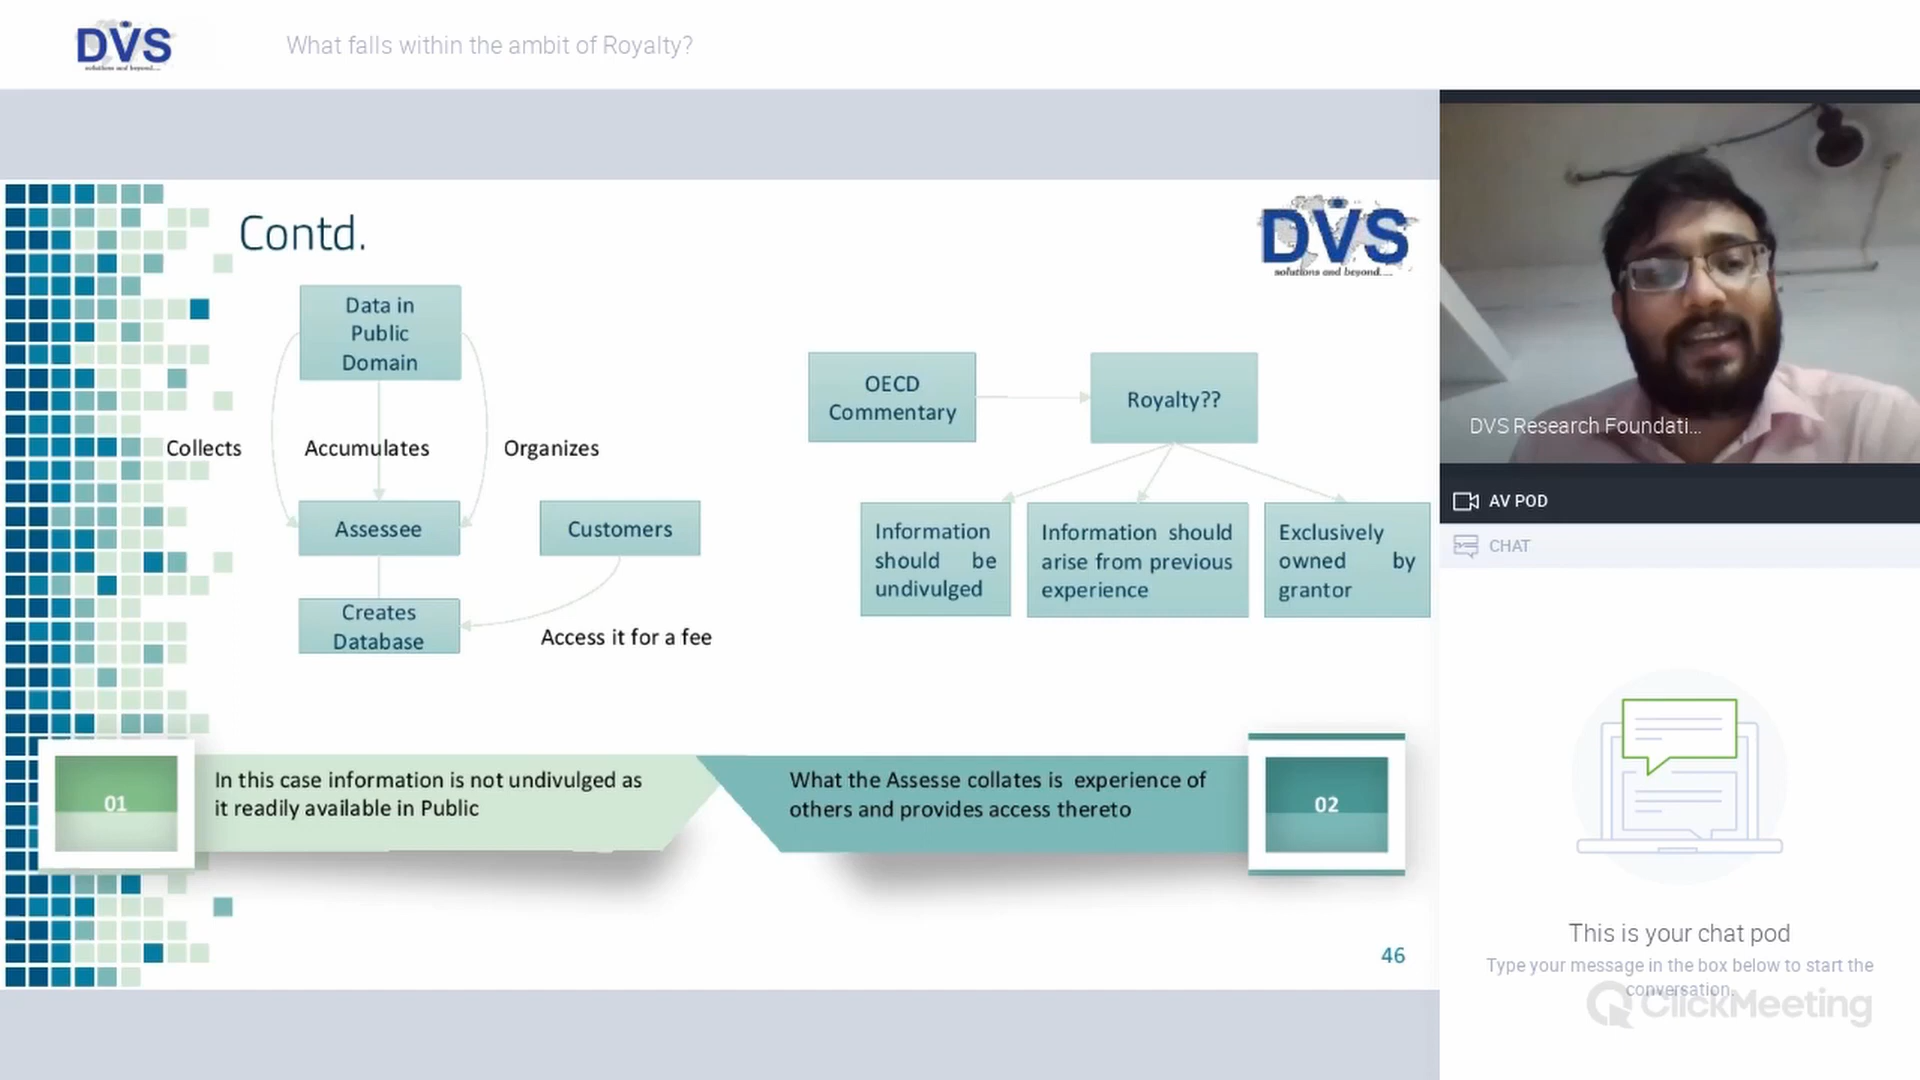 DVS
solutions and beyond....
What falls within the ambit of Royalty?
Contd.
DVS
solutions and beyond....
Data in
Public
Domain
Collects
Accumulates
Organizes
Assessee
Customers
Creates
Database
Access it for a fee
OECD
Commentary
Royalty??
Information
should be
undivulged
Information should
arise from previous
experience
Exclusively
owned by
grantor
01
In this case information is not undivulged as
it readily available in Public
What the Assesse collates is experience of
others and provides access thereto
02
46
DVS Research Foundati...
AV POD
CHAT
This is your chat pod
Type your message in the box below to start the
conversation.
ClickMeeting